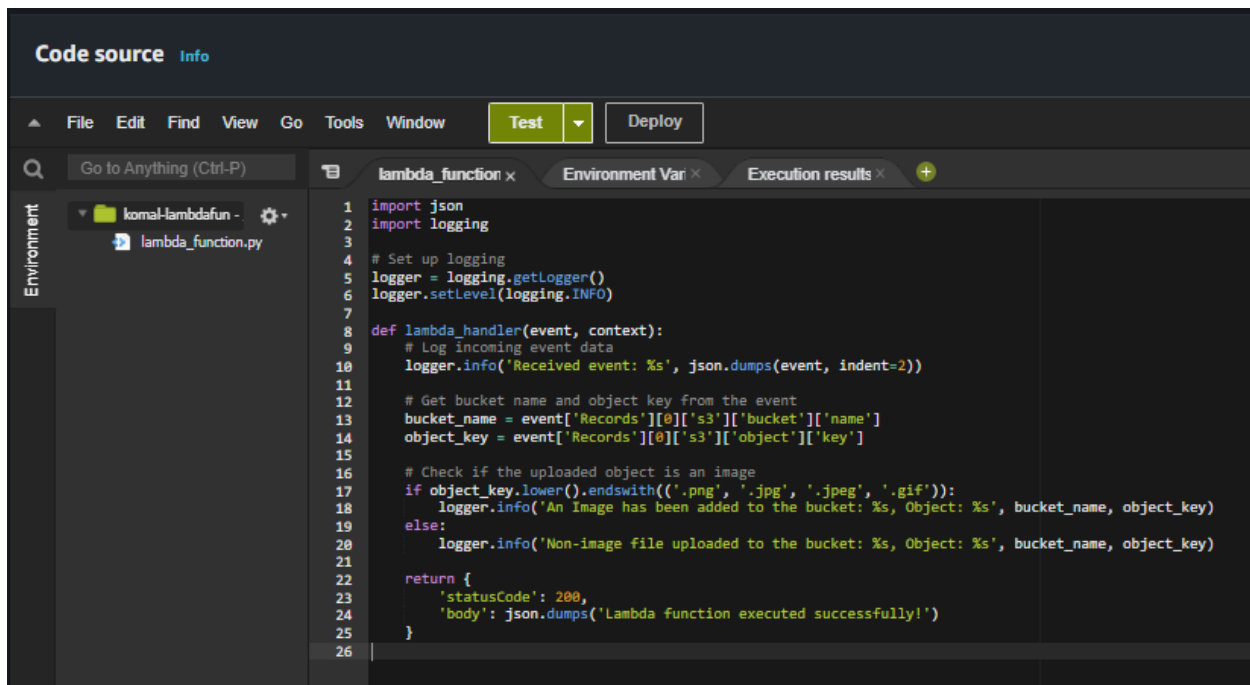 Code source Info
File Edit Find View Go Tools Window Test Deploy
Go to Anything (Ctrl-P)
lambda_function × Environment Vari × Execution results ×
Environment
komal-lambdafun -
lambda_function.py
1 import json
2 import logging
3
4 # Set up logging
5 logger = logging.getLogger()
6 logger.setLevel(logging.INFO)
7
8 def lambda_handler(event, context):
9     # Log incoming event data
10     logger.info('Received event: %s', json.dumps(event, indent=2))
11
12     # Get bucket name and object key from the event
13     bucket_name = event['Records'][0]['s3']['bucket']['name']
14     object_key = event['Records'][0]['s3']['object']['key']
15
16     # Check if the uploaded object is an image
17     if object_key.lower().endswith(('.png', '.jpg', '.jpeg', '.gif')):
18         logger.info('An Image has been added to the bucket: %s, Object: %s', bucket_name, object_key)
19     else:
20         logger.info('Non-image file uploaded to the bucket: %s, Object: %s', bucket_name, object_key)
21
22     return {
23         'statusCode': 200,
24         'body': json.dumps('Lambda function executed successfully!')
25     }
26